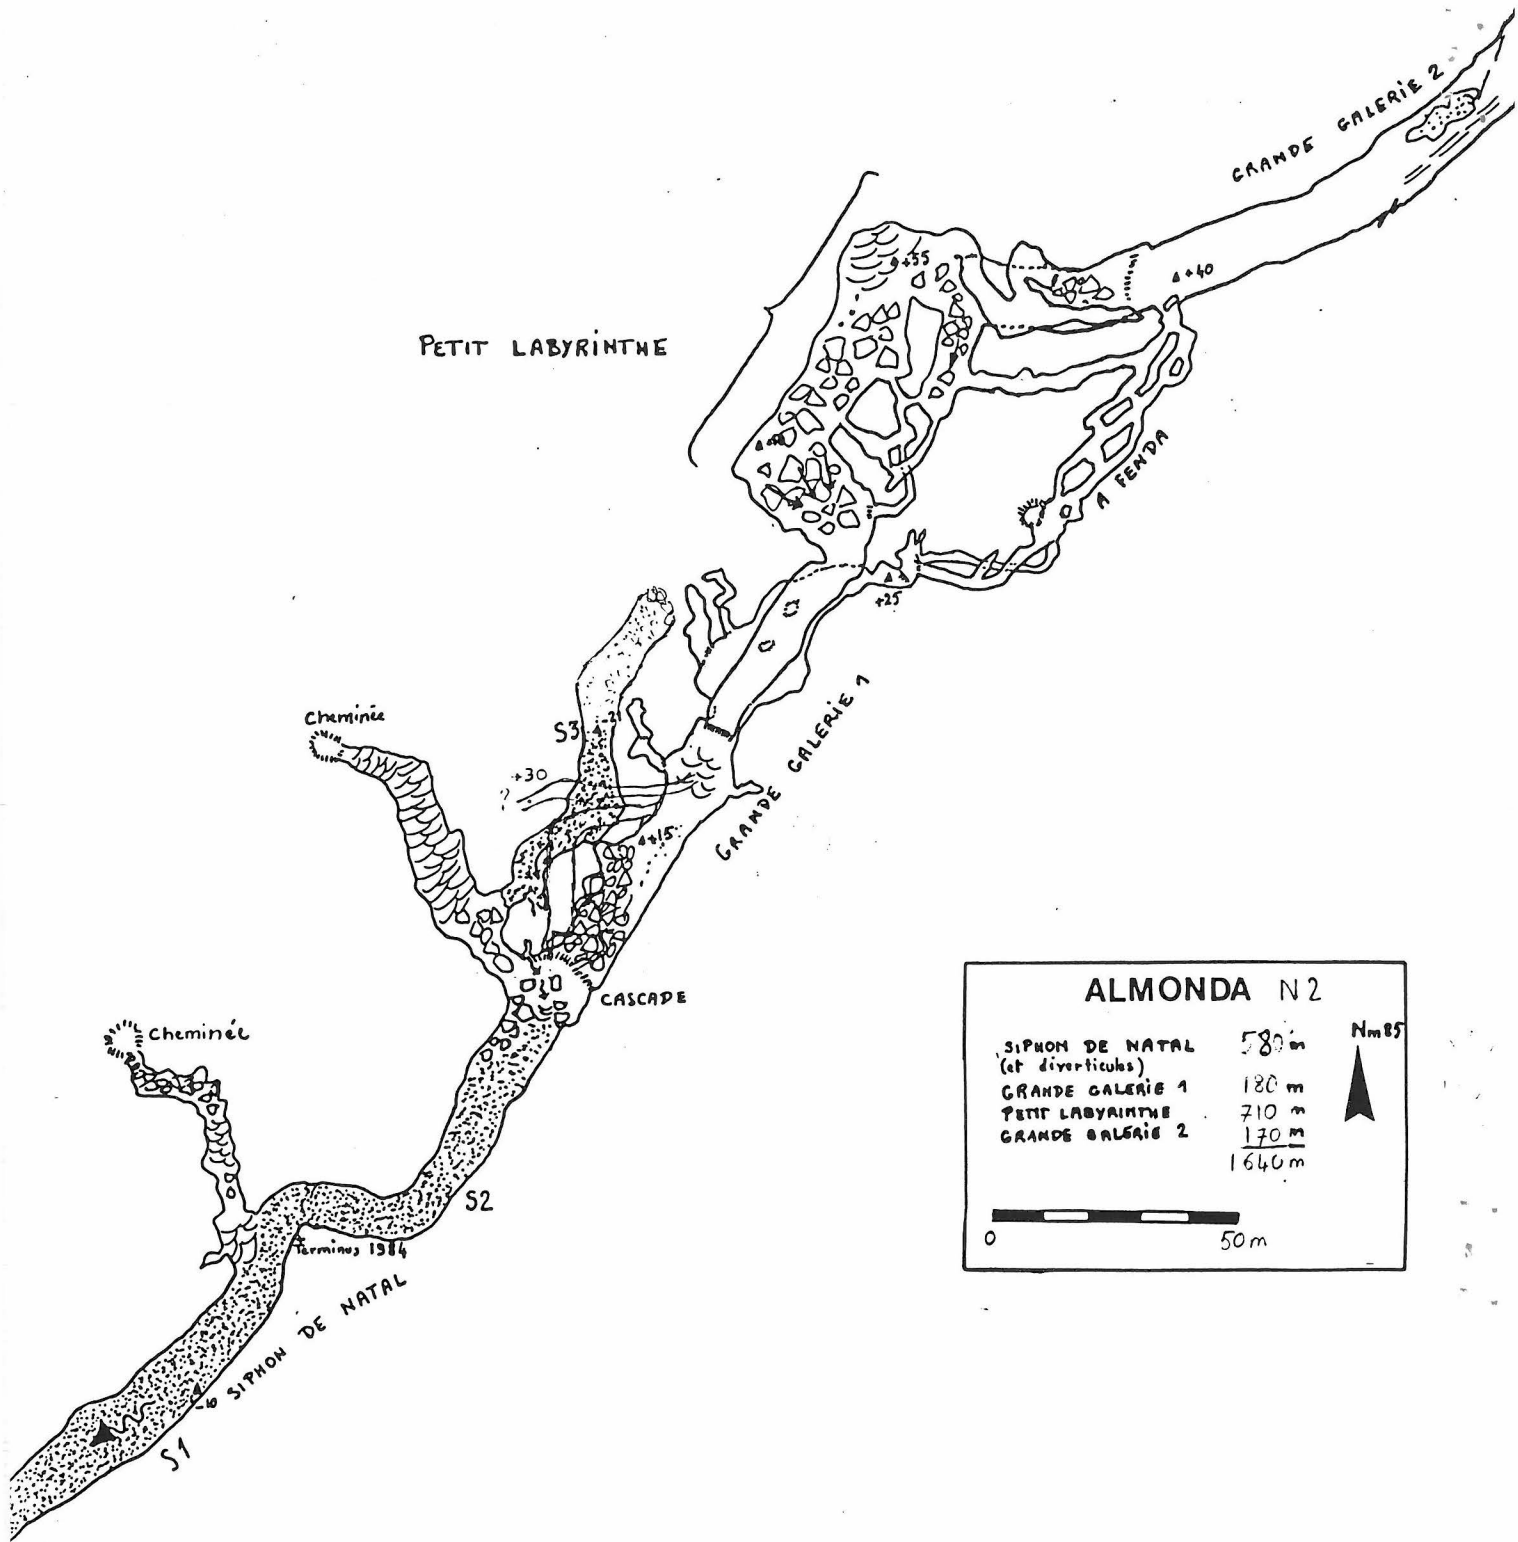 GRANDE GALERIE 2
+55
+40
PETIT LABYRINTHE
A FENDA
+25
Cheminée
S3
-21
GRANDE GALERIE 1
+30
?
+15
CASCADE
Cheminée
S2
Terminus 1984
SIPHON DE NATAL
-10
S1
ALMONDA N2
Nm85
SIPHON DE NATAL 580 m
(et diverticules)
GRANDE GALERIE 1 180 m
PETIT LABYRINTHE 710 m
GRANDE GALERIE 2 170 m
1640 m
0 50 m